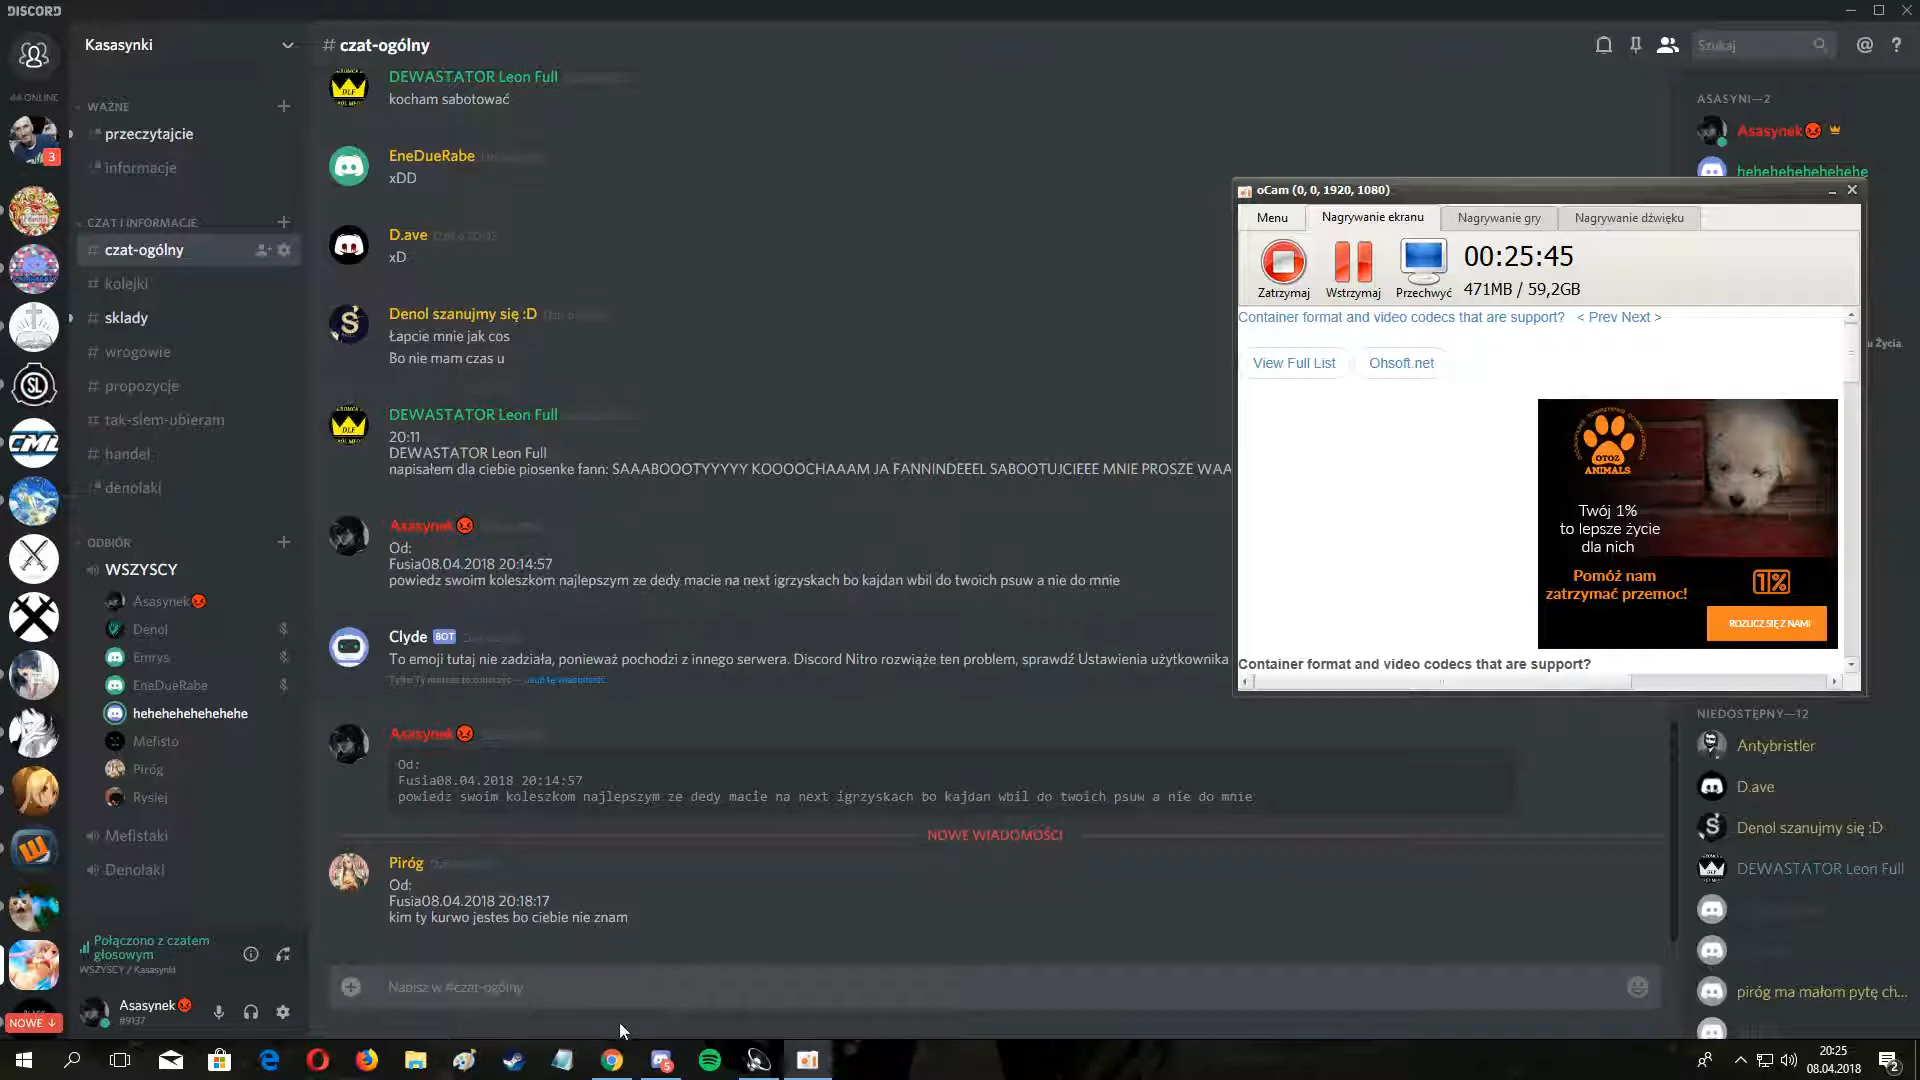 DISCORD
44 ONLINE
3
NOWE ↓
Kasasynki
WAŻNE
przeczytajcie
informacje
CZAT I INFORMACJE
# czat-ogólny
# kolejki
# sklady
# wrogowie
# propozycje
# tak-slem-ubieram
# handel
denolaki
ODBIÓR
WSZYSCY
Asasynek
Denol
Emrys
EneDueRabe
hehehehehehehehe
Mefisto
Piróg
Rysiej
Mefistaki
Denolaki
Połączono z czatem
głosowym
WSZYSCY / Kasasynki
Asasynek
#9137
# czat-ogólny
Szukaj
DEWASTATOR Leon Full
kocham sabotować
EneDueRabe
xDD
D.ave
xD
Denol szanujmy się :D
Łapcie mnie jak cos
Bo nie mam czas u
DEWASTATOR Leon Full
20:11
DEWASTATOR Leon Full
napisałem dla ciebie piosenke fann: SAAABOOOTYYYYY KOOOOCHAAAM JA FANNINDEEEL SABOOTUJCIEEE MNIE PROSZE WAA
Asasynek
Od:
Fusia08.04.2018 20:14:57
powiedz swoim koleszkom najlepszym ze dedy macie na next igrzyskach bo kajdan wbil do twoich psuw a nie do mnie
Clyde BOT
To emoji tutaj nie zadziała, ponieważ pochodzi z innego serwera. Discord Nitro rozwiąże ten problem, sprawdź Ustawienia użytkownika
Asasynek
Od:
Fusia08.04.2018 20:14:57
powiedz swoim koleszkom najlepszym ze dedy macie na next igrzyskach bo kajdan wbil do twoich psuw a nie do mnie
NOWE WIADOMOŚCI
Piróg
Od:
Fusia08.04.2018 20:18:17
kim ty kurwo jestes bo ciebie nie znam
Napisz w #czat-ogólny
ASASYNI—2
Asasynek
hehehehehehehehe
oCam (0, 0, 1920, 1080)
Menu
Nagrywanie ekranu
Nagrywanie gry
Nagrywanie dźwięku
Zatrzymaj
Wstrzymaj
Przechwyć
00:25:45
471MB / 59,2GB
Container format and video codecs that are support? < Prev Next >
View Full List
Ohsoft.net
OTOZ
ANIMALS
Twój 1%
to lepsze życie
dla nich
Pomóż nam
zatrzymać przemoc!
1%
ROZLICZ SIĘ Z NAMI
Container format and video codecs that are support?
u Życia.
NIEDOSTĘPNY—12
Antybristler
D.ave
Denol szanujmy się :D
DEWASTATOR Leon Full
piróg ma małom pytę ch...
20:25
08.04.2018
2